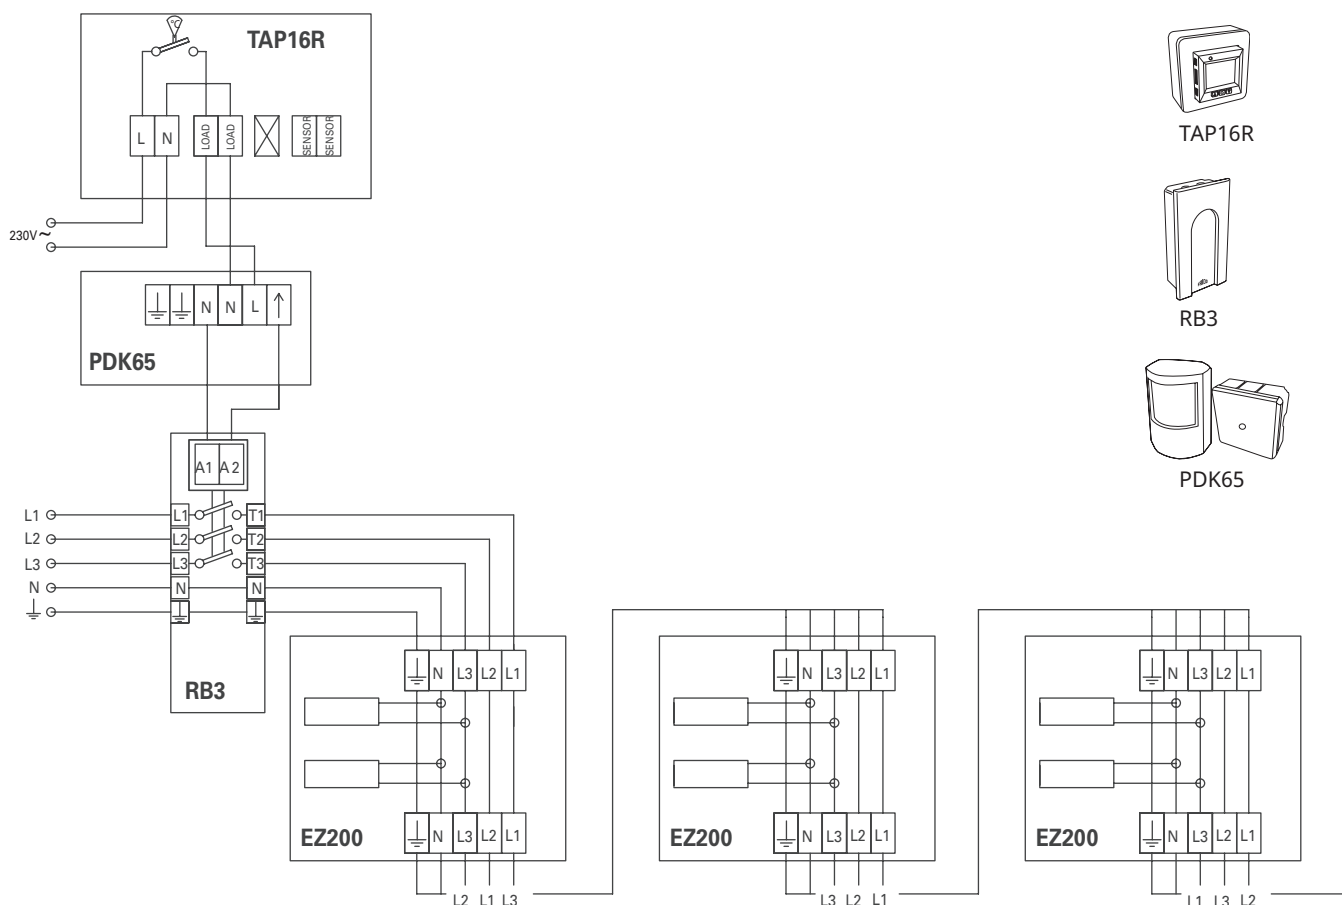 TAP16R
°C
L N LOAD LOAD SENSOR SENSOR
230V~
N N L ↑
PDK65
A1 A2
L1 L1 T1
L2 L2 T2
L3 L3 T3
N N N
RB3
N L3 L2 L1
EZ200
N L3 L2 L1
L2 L1 L3
N L3 L2 L1
EZ200
N L3 L2 L1
L3 L2 L1
N L3 L2 L1
EZ200
N L3 L2 L1
L1 L3 L2
TAP16R
RB3
PDK65